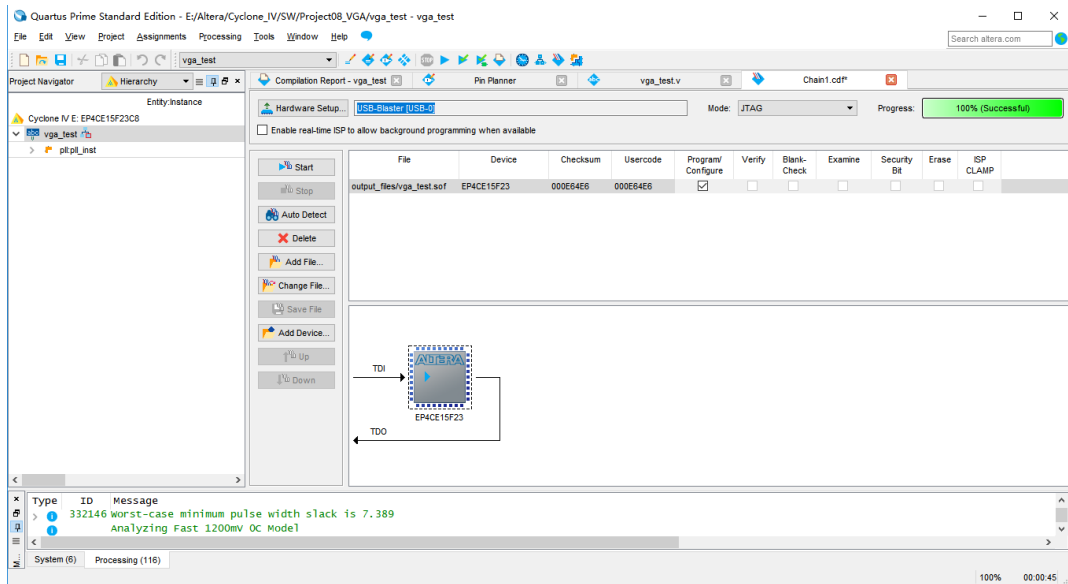 Quartus Prime Standard Edition - E:/Altera/Cyclone_IV/SW/Project08_VGA/vga_test - vga_test
File Edit View Project Assignments Processing Tools Window Help
Search altera.com
vga_test
STOP
Project Navigator
Hierarchy
Compilation Report - vga_test
Pin Planner
vga_test.v
Chain1.cdf*
Entity:Instance
Cyclone IV E: EP4CE15F23C8
vga_test
pll:pll_inst
Hardware Setup...
USB-Blaster [USB-0]
Mode:
JTAG
Progress:
100% (Successful)
Enable real-time ISP to allow background programming when available
Start
Stop
Auto Detect
Delete
Add File...
Change File...
Save File
Add Device...
Up
Down
File Device Checksum Usercode Program/ Configure Verify Blank- Check Examine Security Bit Erase ISP CLAMP
output_files/vga_test.sof EP4CE15F23 000E64E6 000E64E6
TDI
ALTERA
EP4CE15F23
TDO
Type ID Message
332146 Worst-case minimum pulse width slack is 7.389
Analyzing Fast 1200mV 0C Model
System (6) Processing (116)
100% 00:00:45